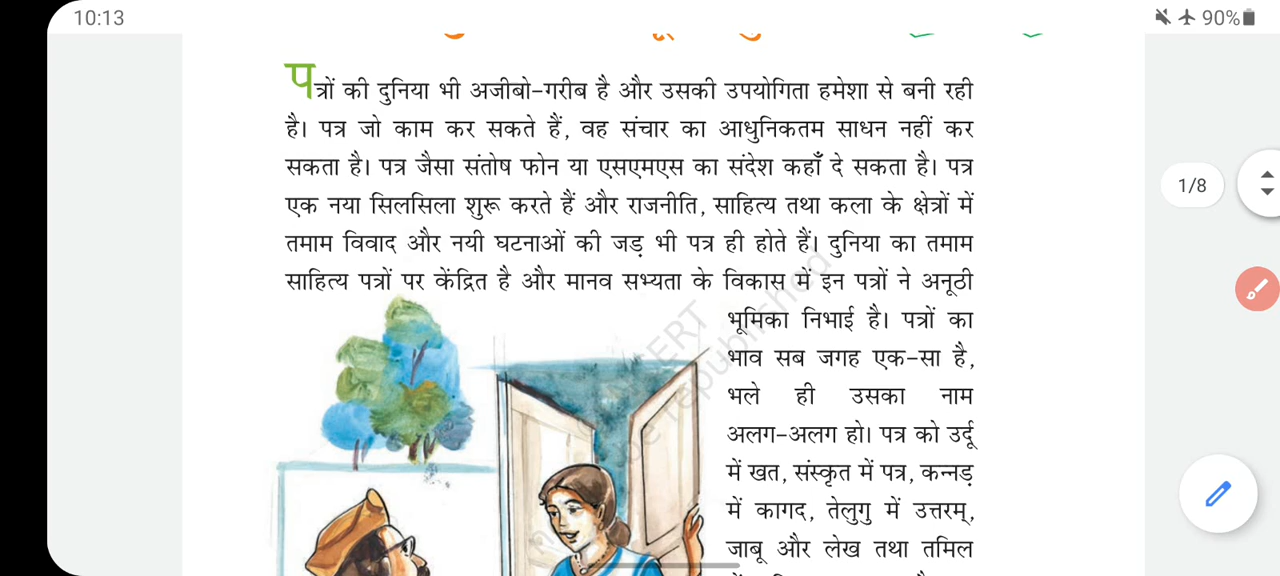 10:13
90%
पत्रों की दुनिया भी अजीबो-गरीब है और उसकी उपयोगिता हमेशा से बनी रही
है। पत्र जो काम कर सकते हैं, वह संचार का आधुनिकतम साधन नहीं कर
सकता है। पत्र जैसा संतोष फोन या एसएमएस का संदेश कहाँ दे सकता है। पत्र
एक नया सिलसिला शुरू करते हैं और राजनीति, साहित्य तथा कला के क्षेत्रों में
तमाम विवाद और नयी घटनाओं की जड़ भी पत्र ही होते हैं। दुनिया का तमाम
साहित्य पत्रों पर केंद्रित है और मानव सभ्यता के विकास में इन पत्रों ने अनूठी
भूमिका निभाई है। पत्रों का
भाव सब जगह एक-सा है,
भले ही उसका नाम
अलग-अलग हो। पत्र को उर्दू
में खत, संस्कृत में पत्र, कन्नड़
में कागद, तेलुगु में उत्तरम्,
जाबू और लेख तथा तमिल
1/8
be republished